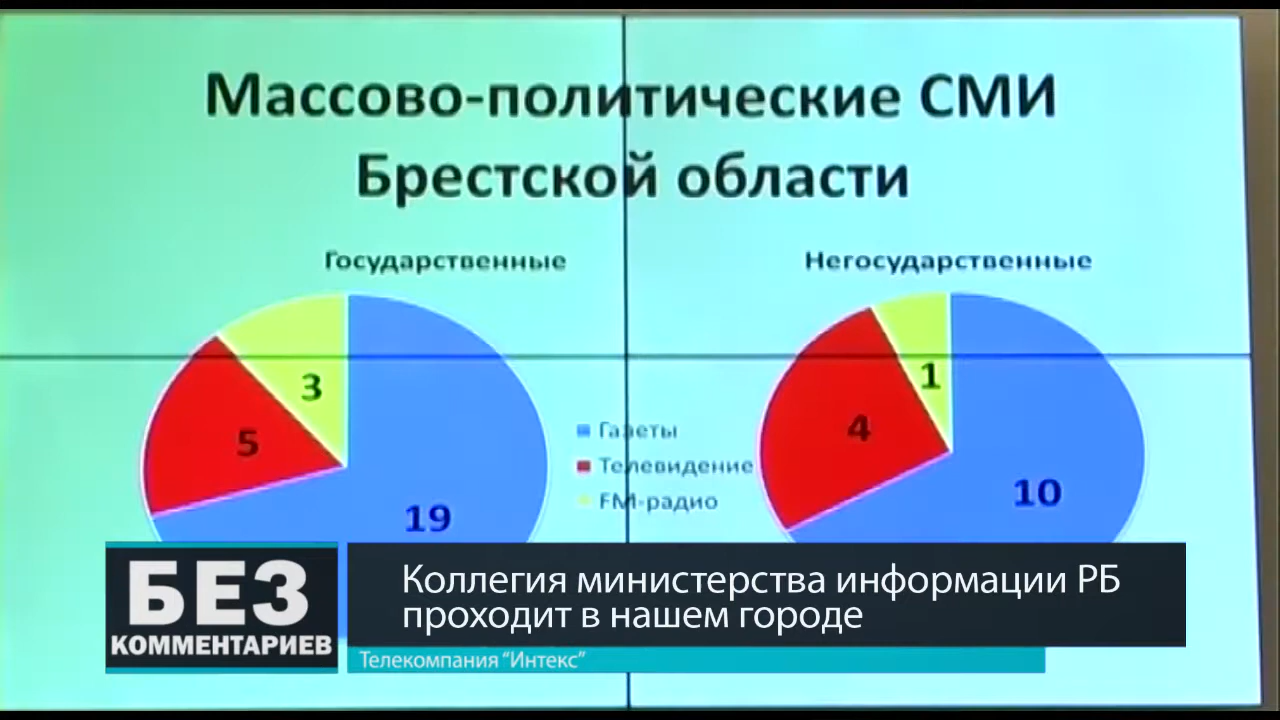 Массово-политические СМИ
Брестской области
Государственные
Негосударственные
3
5
19
Газеты
Телевидение
FM-радио
1
4
10
БЕЗ
КОММЕНТАРИЕВ
Коллегия министерства информации РБ
проходит в нашем городе
Телекомпания “Интекс”